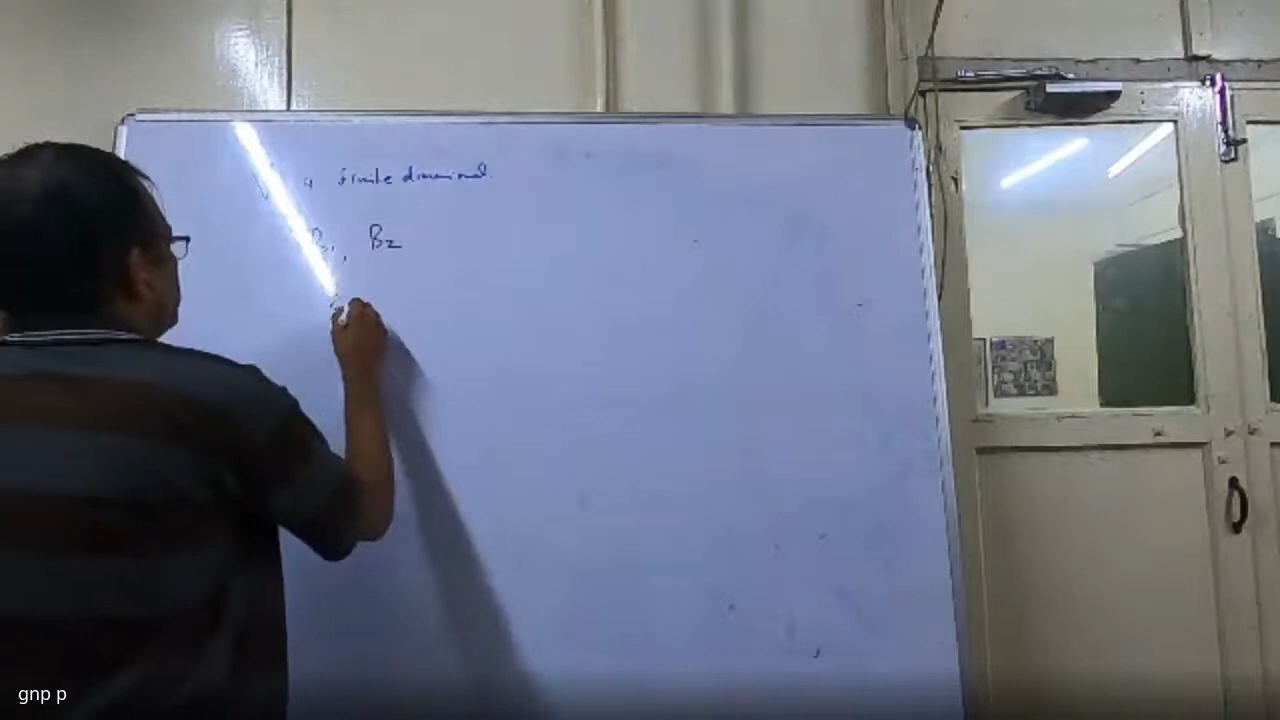 finite dimensional.
B1, B2
gnp p